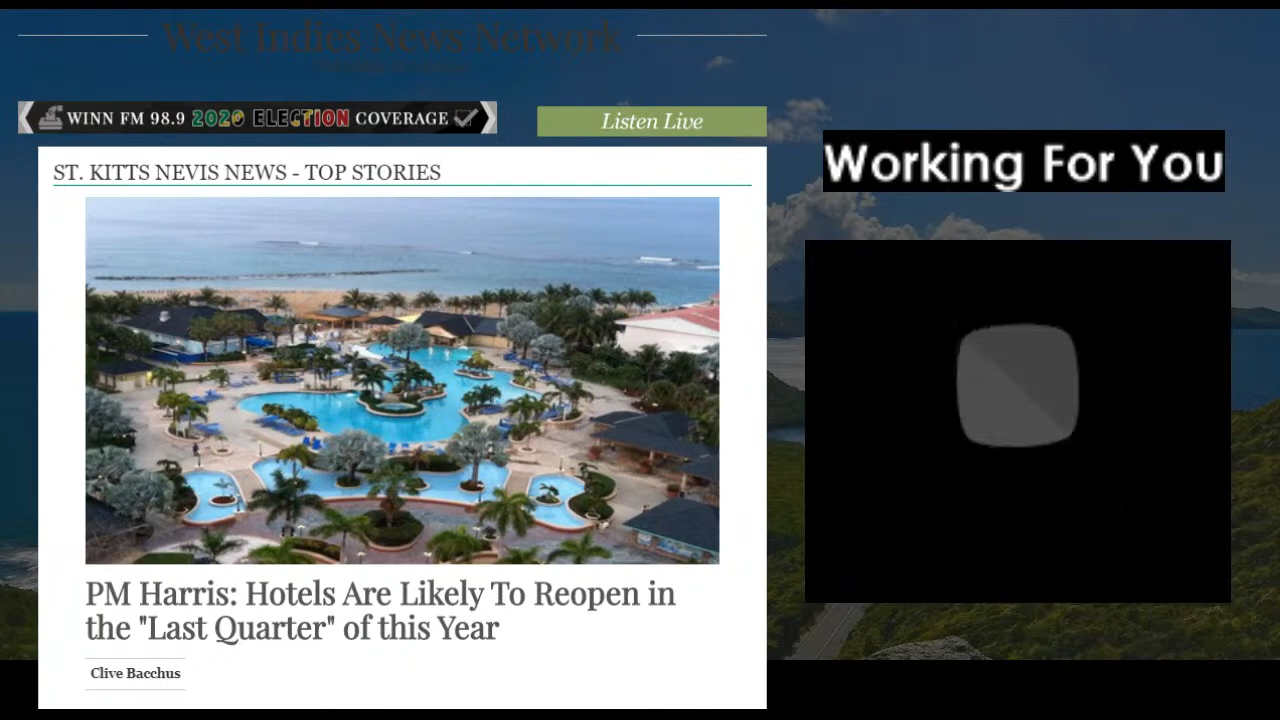 West Indies News Network
WINN FM 98.9 2020 ELECTION COVERAGE
Listen Live
Working For You
ST. KITTS NEVIS NEWS - TOP STORIES
PM Harris: Hotels Are Likely To Reopen in
the "Last Quarter" of this Year
Clive Bacchus